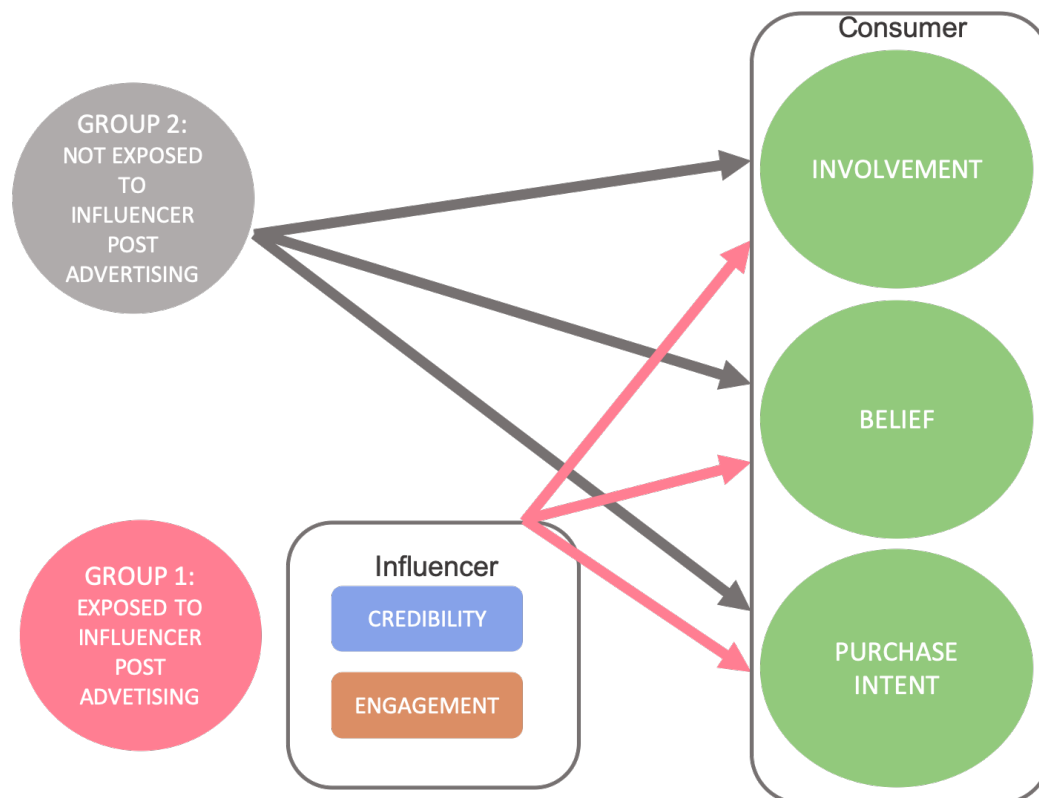 Consumer
GROUP 2:
NOT EXPOSED
TO
INFLUENCER
POST
ADVERTISING
INVOLVEMENT
BELIEF
GROUP 1:
EXPOSED TO
INFLUENCER
POST
ADVETISING
Influencer
CREDIBILITY
ENGAGEMENT
PURCHASE
INTENT